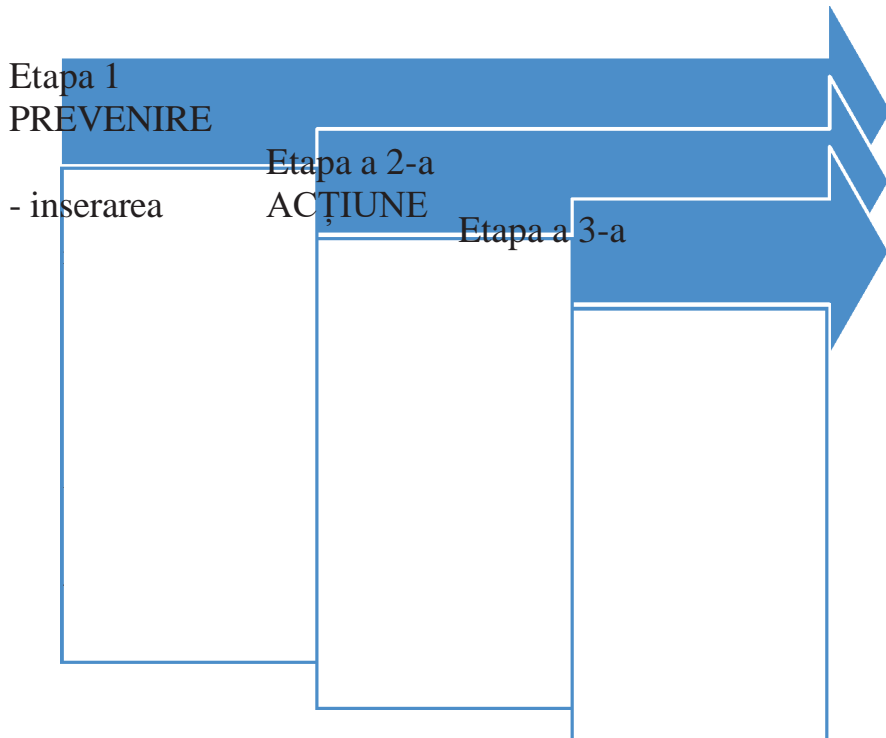 Etapa 1
PREVENIRE
- inserarea
Etapa a 2-a
ACȚIUNE
Etapa a 3-a